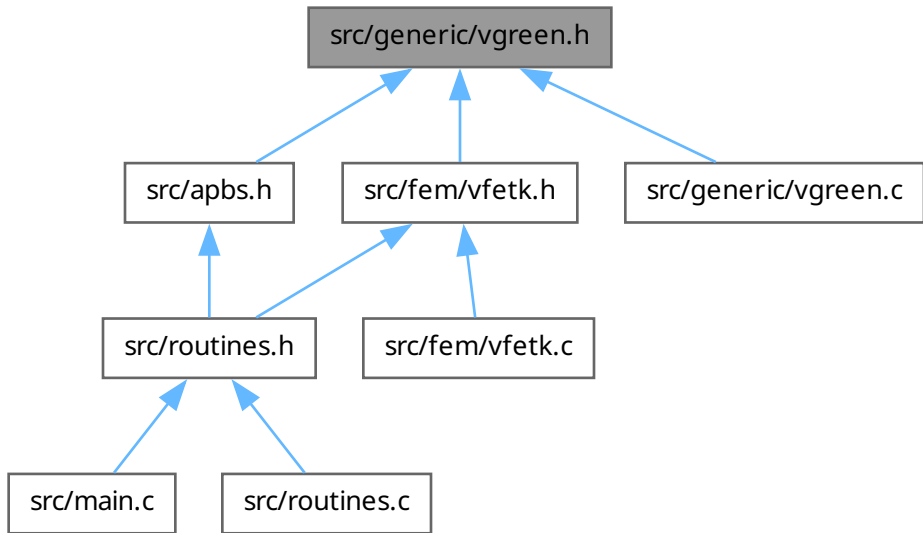 src/generic/vgreen.h
src/apbs.h
src/fem/vfetk.h
src/generic/vgreen.c
src/routines.h
src/fem/vfetk.c
src/main.c
src/routines.c